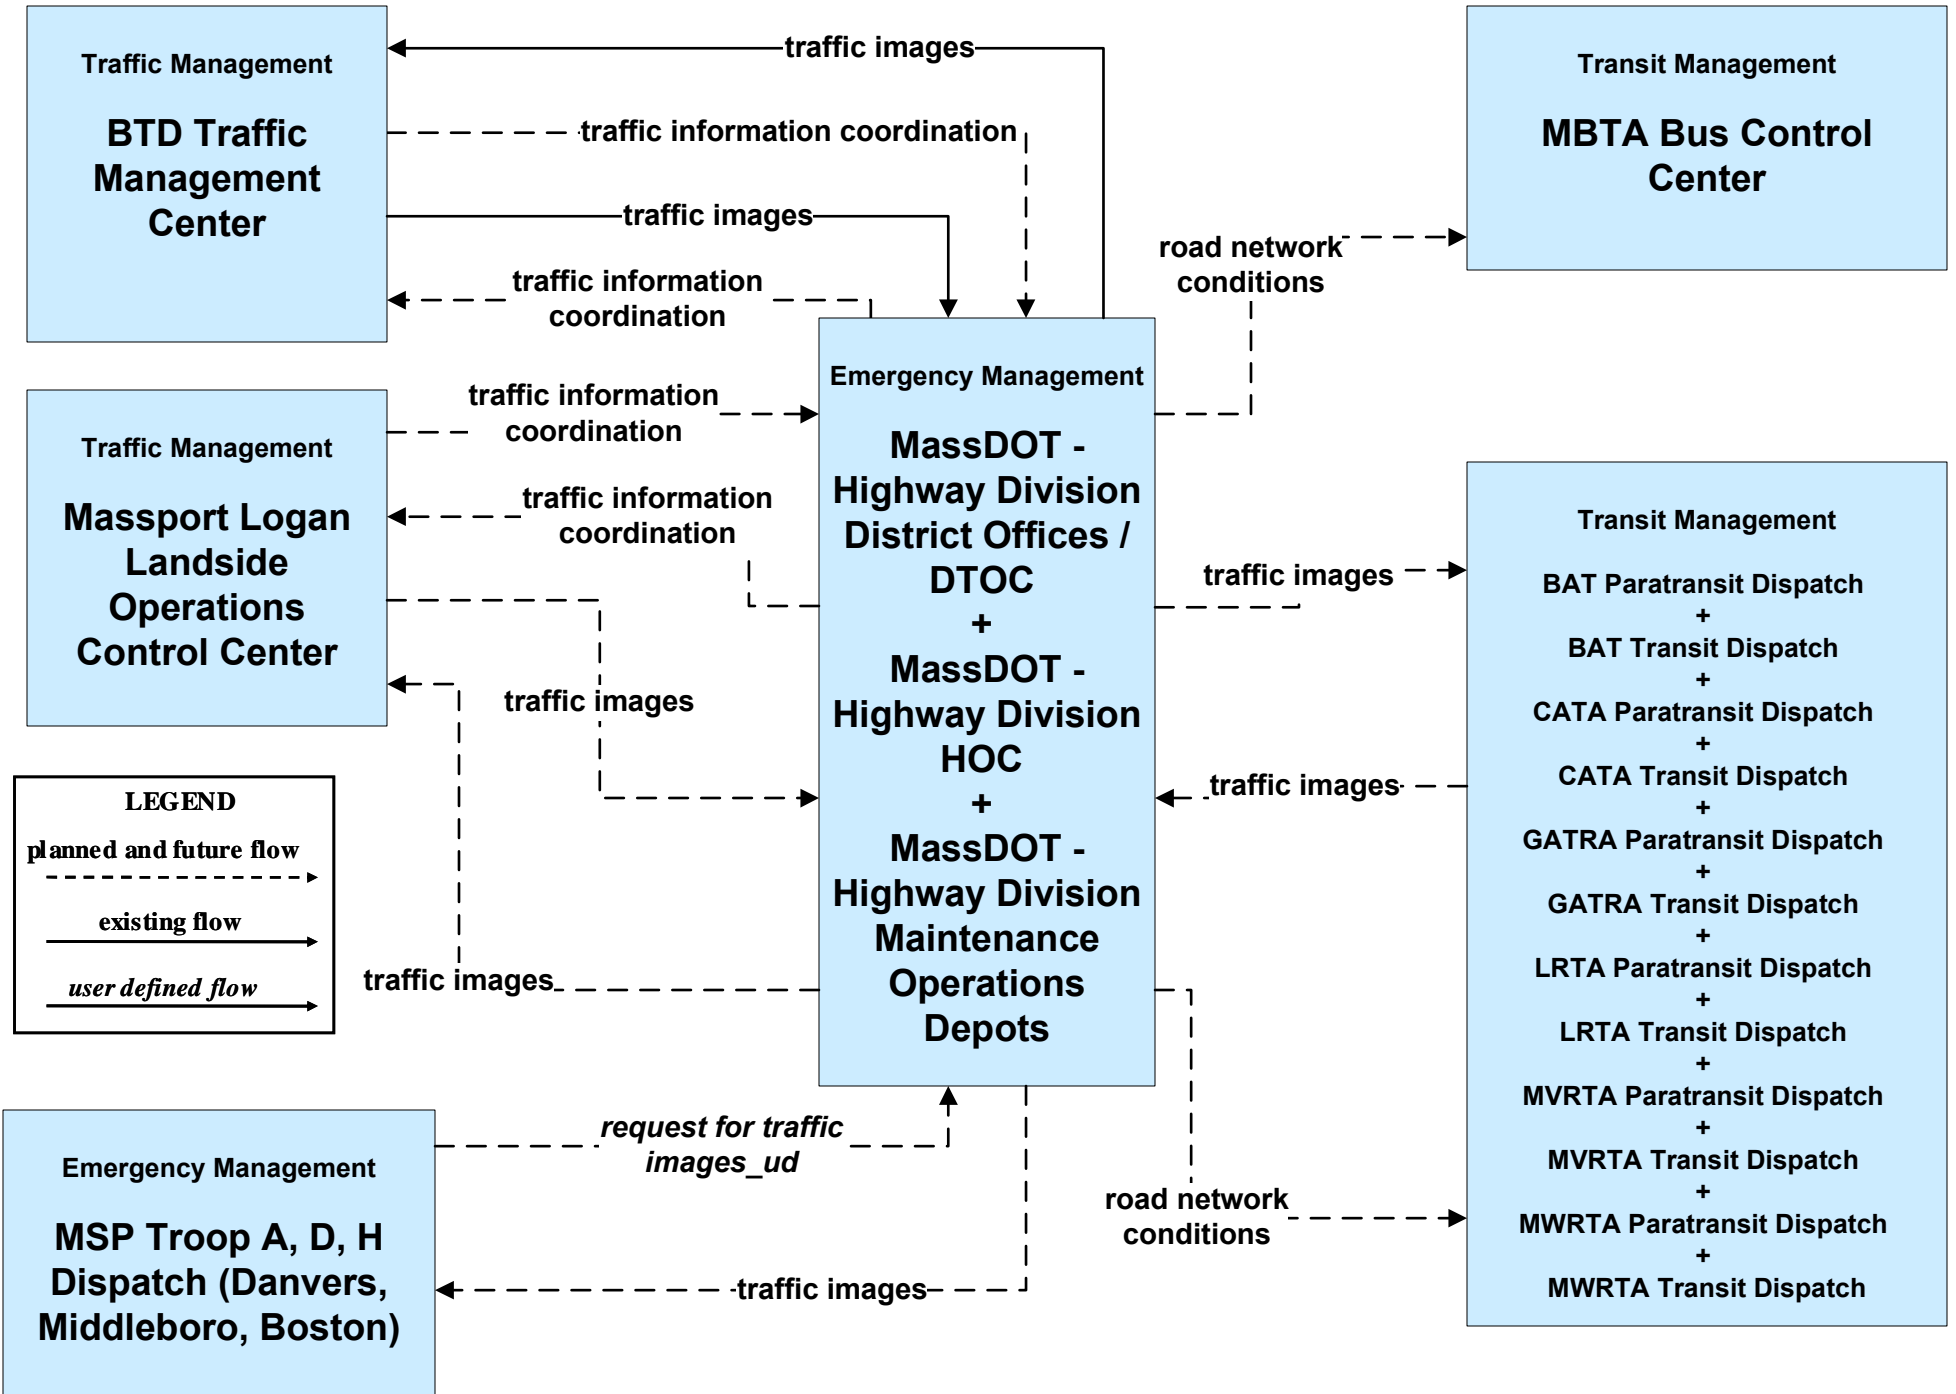 Traffic Management
BTD Traffic
Management
Center
traffic images
traffic information coordination
traffic images
traffic information
coordination
Transit Management
MBTA Bus Control
Center
road network
conditions
Traffic Management
Massport Logan
Landside
Operations
Control Center
traffic information
coordination
traffic information
coordination
traffic images
traffic images
Emergency Management
MassDOT -
Highway Division
District Offices /
DTOC
+
MassDOT -
Highway Division
HOC
+
MassDOT -
Highway Division
Maintenance
Operations
Depots
traffic images
traffic images
road network
conditions
Transit Management
BAT Paratransit Dispatch
+
BAT Transit Dispatch
+
CATA Paratransit Dispatch
+
CATA Transit Dispatch
+
GATRA Paratransit Dispatch
+
GATRA Transit Dispatch
+
LRTA Paratransit Dispatch
+
LRTA Transit Dispatch
+
MVRTA Paratransit Dispatch
+
MVRTA Transit Dispatch
+
MWRTA Paratransit Dispatch
+
MWRTA Transit Dispatch
LEGEND
planned and future flow
existing flow
user defined flow
Emergency Management
MSP Troop A, D, H
Dispatch (Danvers,
Middleboro, Boston)
request for traffic
images_ud
traffic images